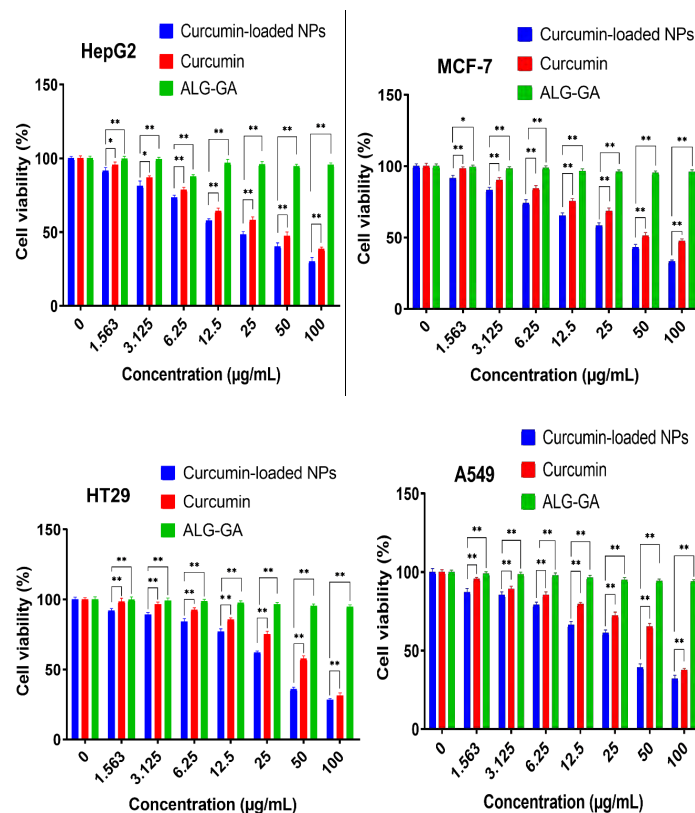 HepG2
Curcumin-loaded NPs
Curcumin
ALG-GA
Cell viability (%)
150
100
50
0
* ** * ** ** ** ** ** ** ** ** ** ** **
0 1.563 3.125 6.25 12.5 25 50 100
Concentration (µg/mL)
MCF-7
Curcumin-loaded NPs
Curcumin
ALG-GA
Cell viability (%)
150
100
50
0
** * ** ** ** ** ** ** ** ** ** ** ** **
0 1.563 3.125 6.25 12.5 25 50 100
Concentration (µg/mL)
HT29
Curcumin-loaded NPs
Curcumin
ALG-GA
Cell viability (%)
150
100
50
0
** ** ** ** ** ** ** ** ** ** ** ** ** **
0 1.563 3.125 6.25 12.5 25 50 100
Concentration (µg/mL)
A549
Curcumin-loaded NPs
Curcumin
ALG-GA
Cell viability (%)
150
100
50
0
** ** ** ** ** ** ** ** ** ** ** ** ** **
0 1.563 3.125 6.25 12.5 25 50 100
Concentration (µg/mL)